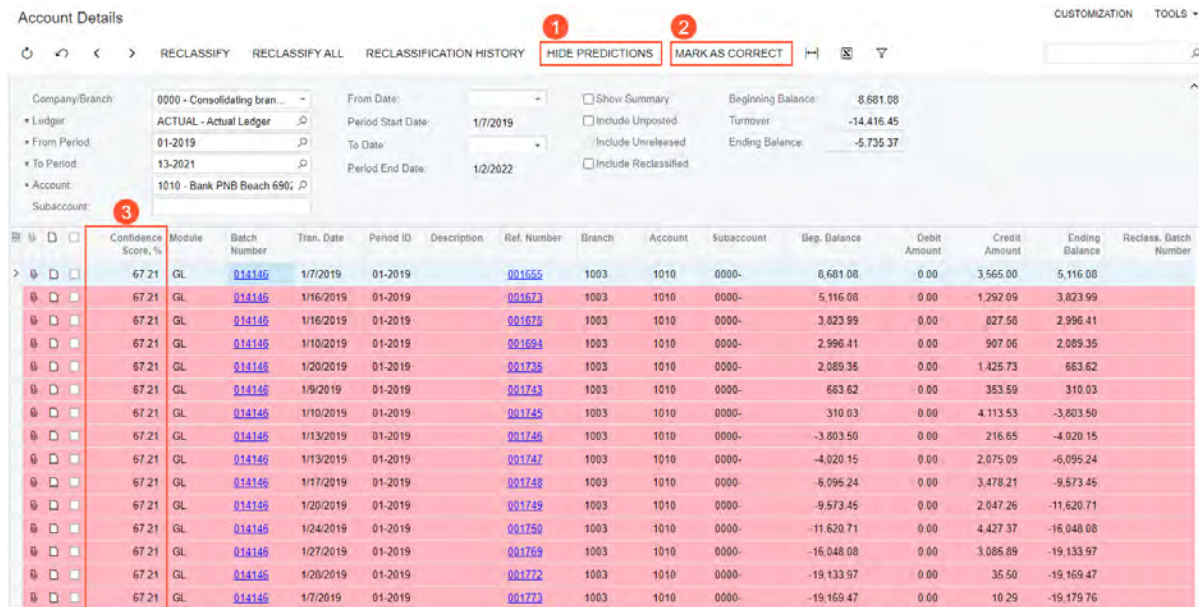 CUSTOMIZATION TOOLS
Account Details
1 2
RECLASSIFY RECLASSIFY ALL RECLASSIFICATION HISTORY HIDE PREDICTIONS MARK AS CORRECT
Company/Branch: 0000 - Consolidating bran... From Date: Show Summary Beginning Balance: 8,681.08
* Ledger: ACTUAL - Actual Ledger Period Start Date: 1/7/2019 Include Unposted Turnover: -14,416.45
* From Period: 01-2019 To Date: Include Unreleased Ending Balance: -5,735.37
* To Period: 13-2021 Period End Date: 1/2/2022 Include Reclassified
* Account: 1010 - Bank PNB Beach 6902
Subaccount:
3
Confidence Score, % Module Batch Number Tran. Date Period ID Description Ref. Number Branch Account Subaccount Beg. Balance Debit Amount Credit Amount Ending Balance Reclass. Batch Number
67.21 GL 014146 1/7/2019 01-2019 001655 1003 1010 0000- 8,681.08 0.00 3,565.00 5,116.08
67.21 GL 014146 1/16/2019 01-2019 001673 1003 1010 0000- 5,116.08 0.00 1,292.09 3,823.99
67.21 GL 014146 1/16/2019 01-2019 001675 1003 1010 0000- 3,823.99 0.00 827.58 2,996.41
67.21 GL 014146 1/10/2019 01-2019 001694 1003 1010 0000- 2,996.41 0.00 907.06 2,089.35
67.21 GL 014146 1/20/2019 01-2019 001735 1003 1010 0000- 2,089.35 0.00 1,425.73 663.62
67.21 GL 014146 1/9/2019 01-2019 001743 1003 1010 0000- 663.62 0.00 353.59 310.03
67.21 GL 014146 1/10/2019 01-2019 001745 1003 1010 0000- 310.03 0.00 4,113.53 -3,803.50
67.21 GL 014146 1/13/2019 01-2019 001746 1003 1010 0000- -3,803.50 0.00 216.65 -4,020.15
67.21 GL 014146 1/13/2019 01-2019 001747 1003 1010 0000- -4,020.15 0.00 2,075.09 -6,095.24
67.21 GL 014146 1/17/2019 01-2019 001748 1003 1010 0000- -6,095.24 0.00 3,478.21 -9,573.45
67.21 GL 014146 1/20/2019 01-2019 001749 1003 1010 0000- -9,573.45 0.00 2,047.26 -11,620.71
67.21 GL 014146 1/24/2019 01-2019 001750 1003 1010 0000- -11,620.71 0.00 4,427.37 -16,048.08
67.21 GL 014146 1/27/2019 01-2019 001769 1003 1010 0000- -16,048.08 0.00 3,085.89 -19,133.97
67.21 GL 014146 1/28/2019 01-2019 001772 1003 1010 0000- -19,133.97 0.00 35.50 -19,169.47
67.21 GL 014146 1/7/2019 01-2019 001773 1003 1010 0000- -19,169.47 0.00 10.29 -19,179.76